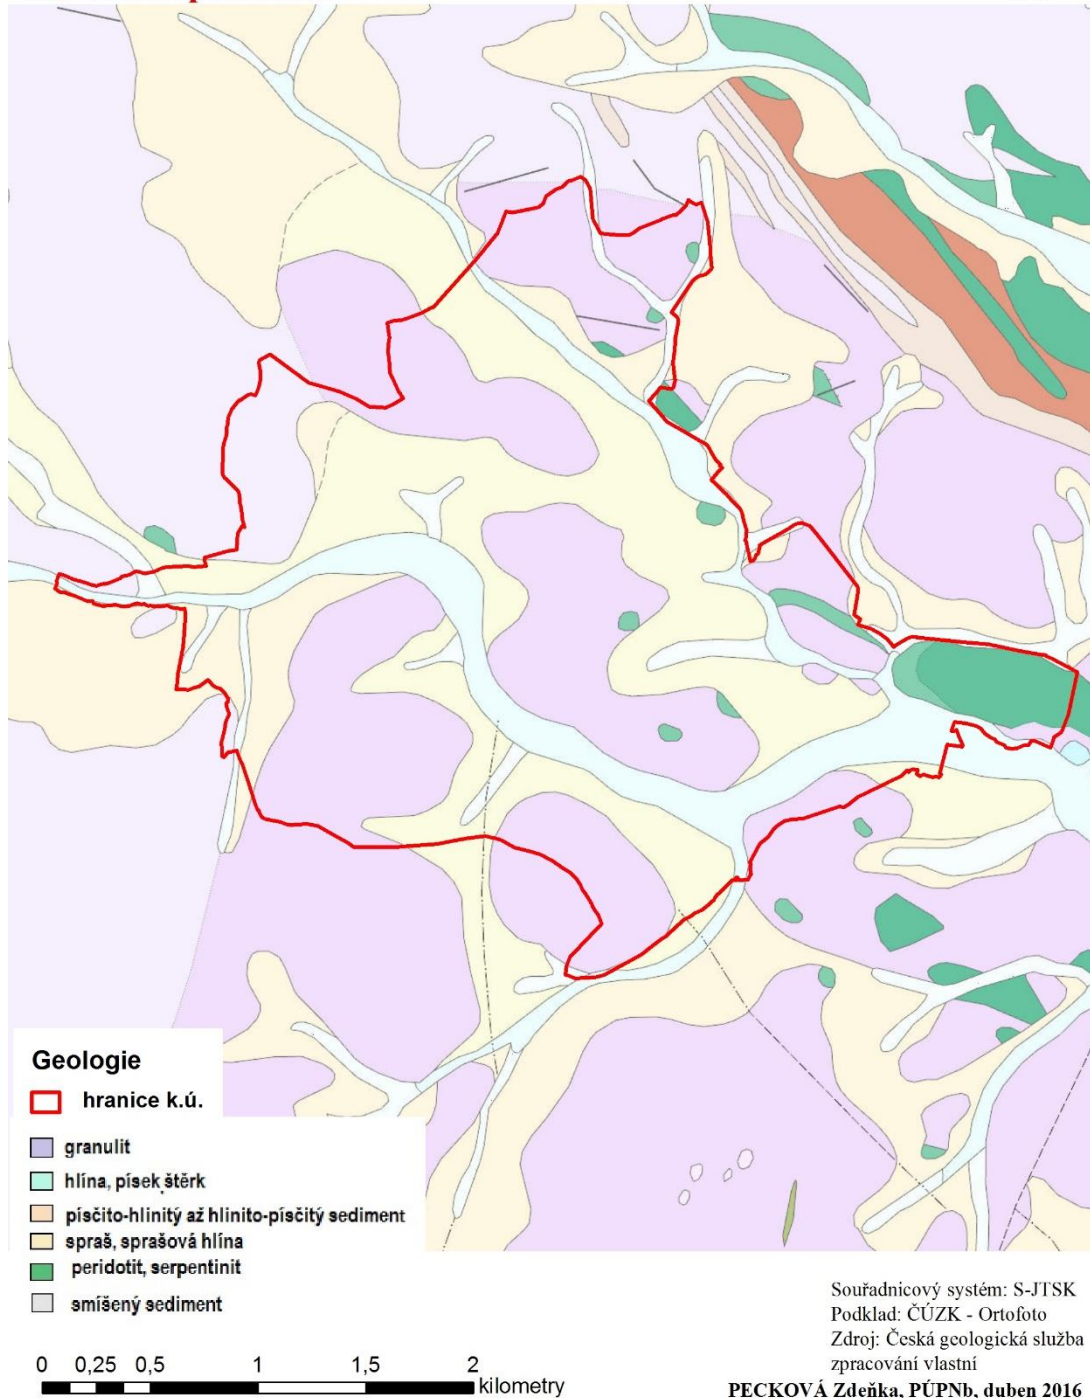 Geologie
hranice k.ú.
granulit
hlína, písek, štěrk
písčito-hlinitý až hlinito-písčitý sediment
spraš, sprašová hlína
peridotit, serpentinit
smíšený sediment
0 0,25 0,5 1 1,5 2
kilometry
Souřadnicový systém: S-JTSK
Podklad: ČÚZK - Ortofoto
Zdroj: Česká geologická služba
zpracování vlastní
PECKOVÁ Zdeňka, PÚPNb, duben 2016